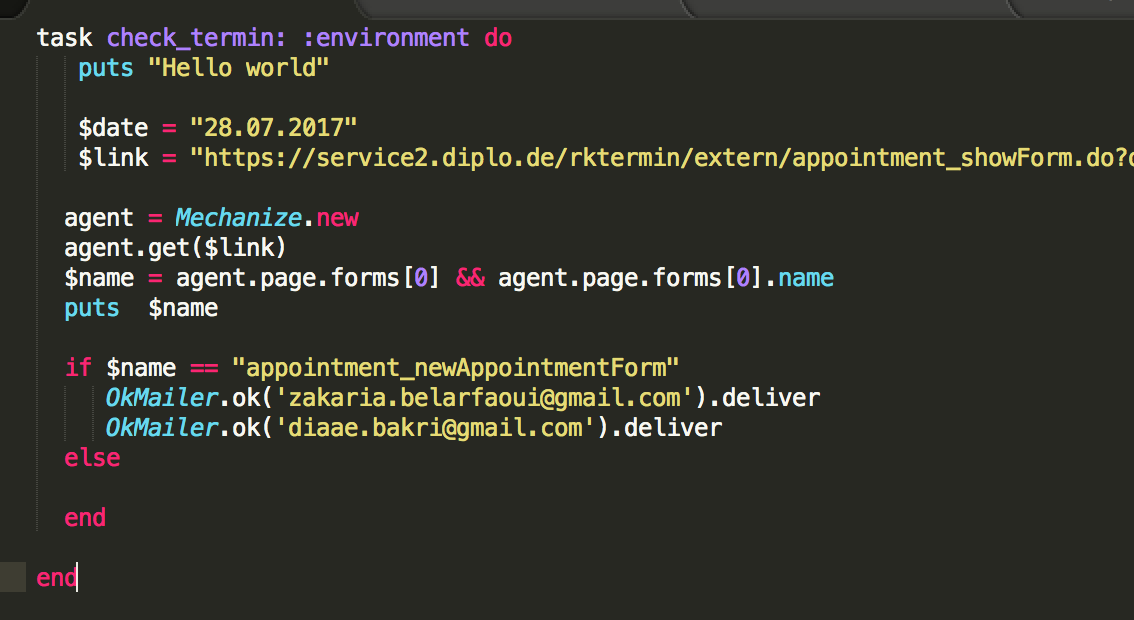 task check_termin: :environment do
puts "Hello world"
$date = "28.07.2017"
$link = "https://service2.diplo.de/rktermin/extern/appointment_showForm.do?
agent = Mechanize.new
agent.get($link)
$name = agent.page.forms[0] && agent.page.forms[0].name
puts  $name
if $name == "appointment_newAppointmentForm"
OkMailer.ok('zakaria.belarfaoui@gmail.com').deliver
OkMailer.ok('diaae.bakri@gmail.com').deliver
else
end
end